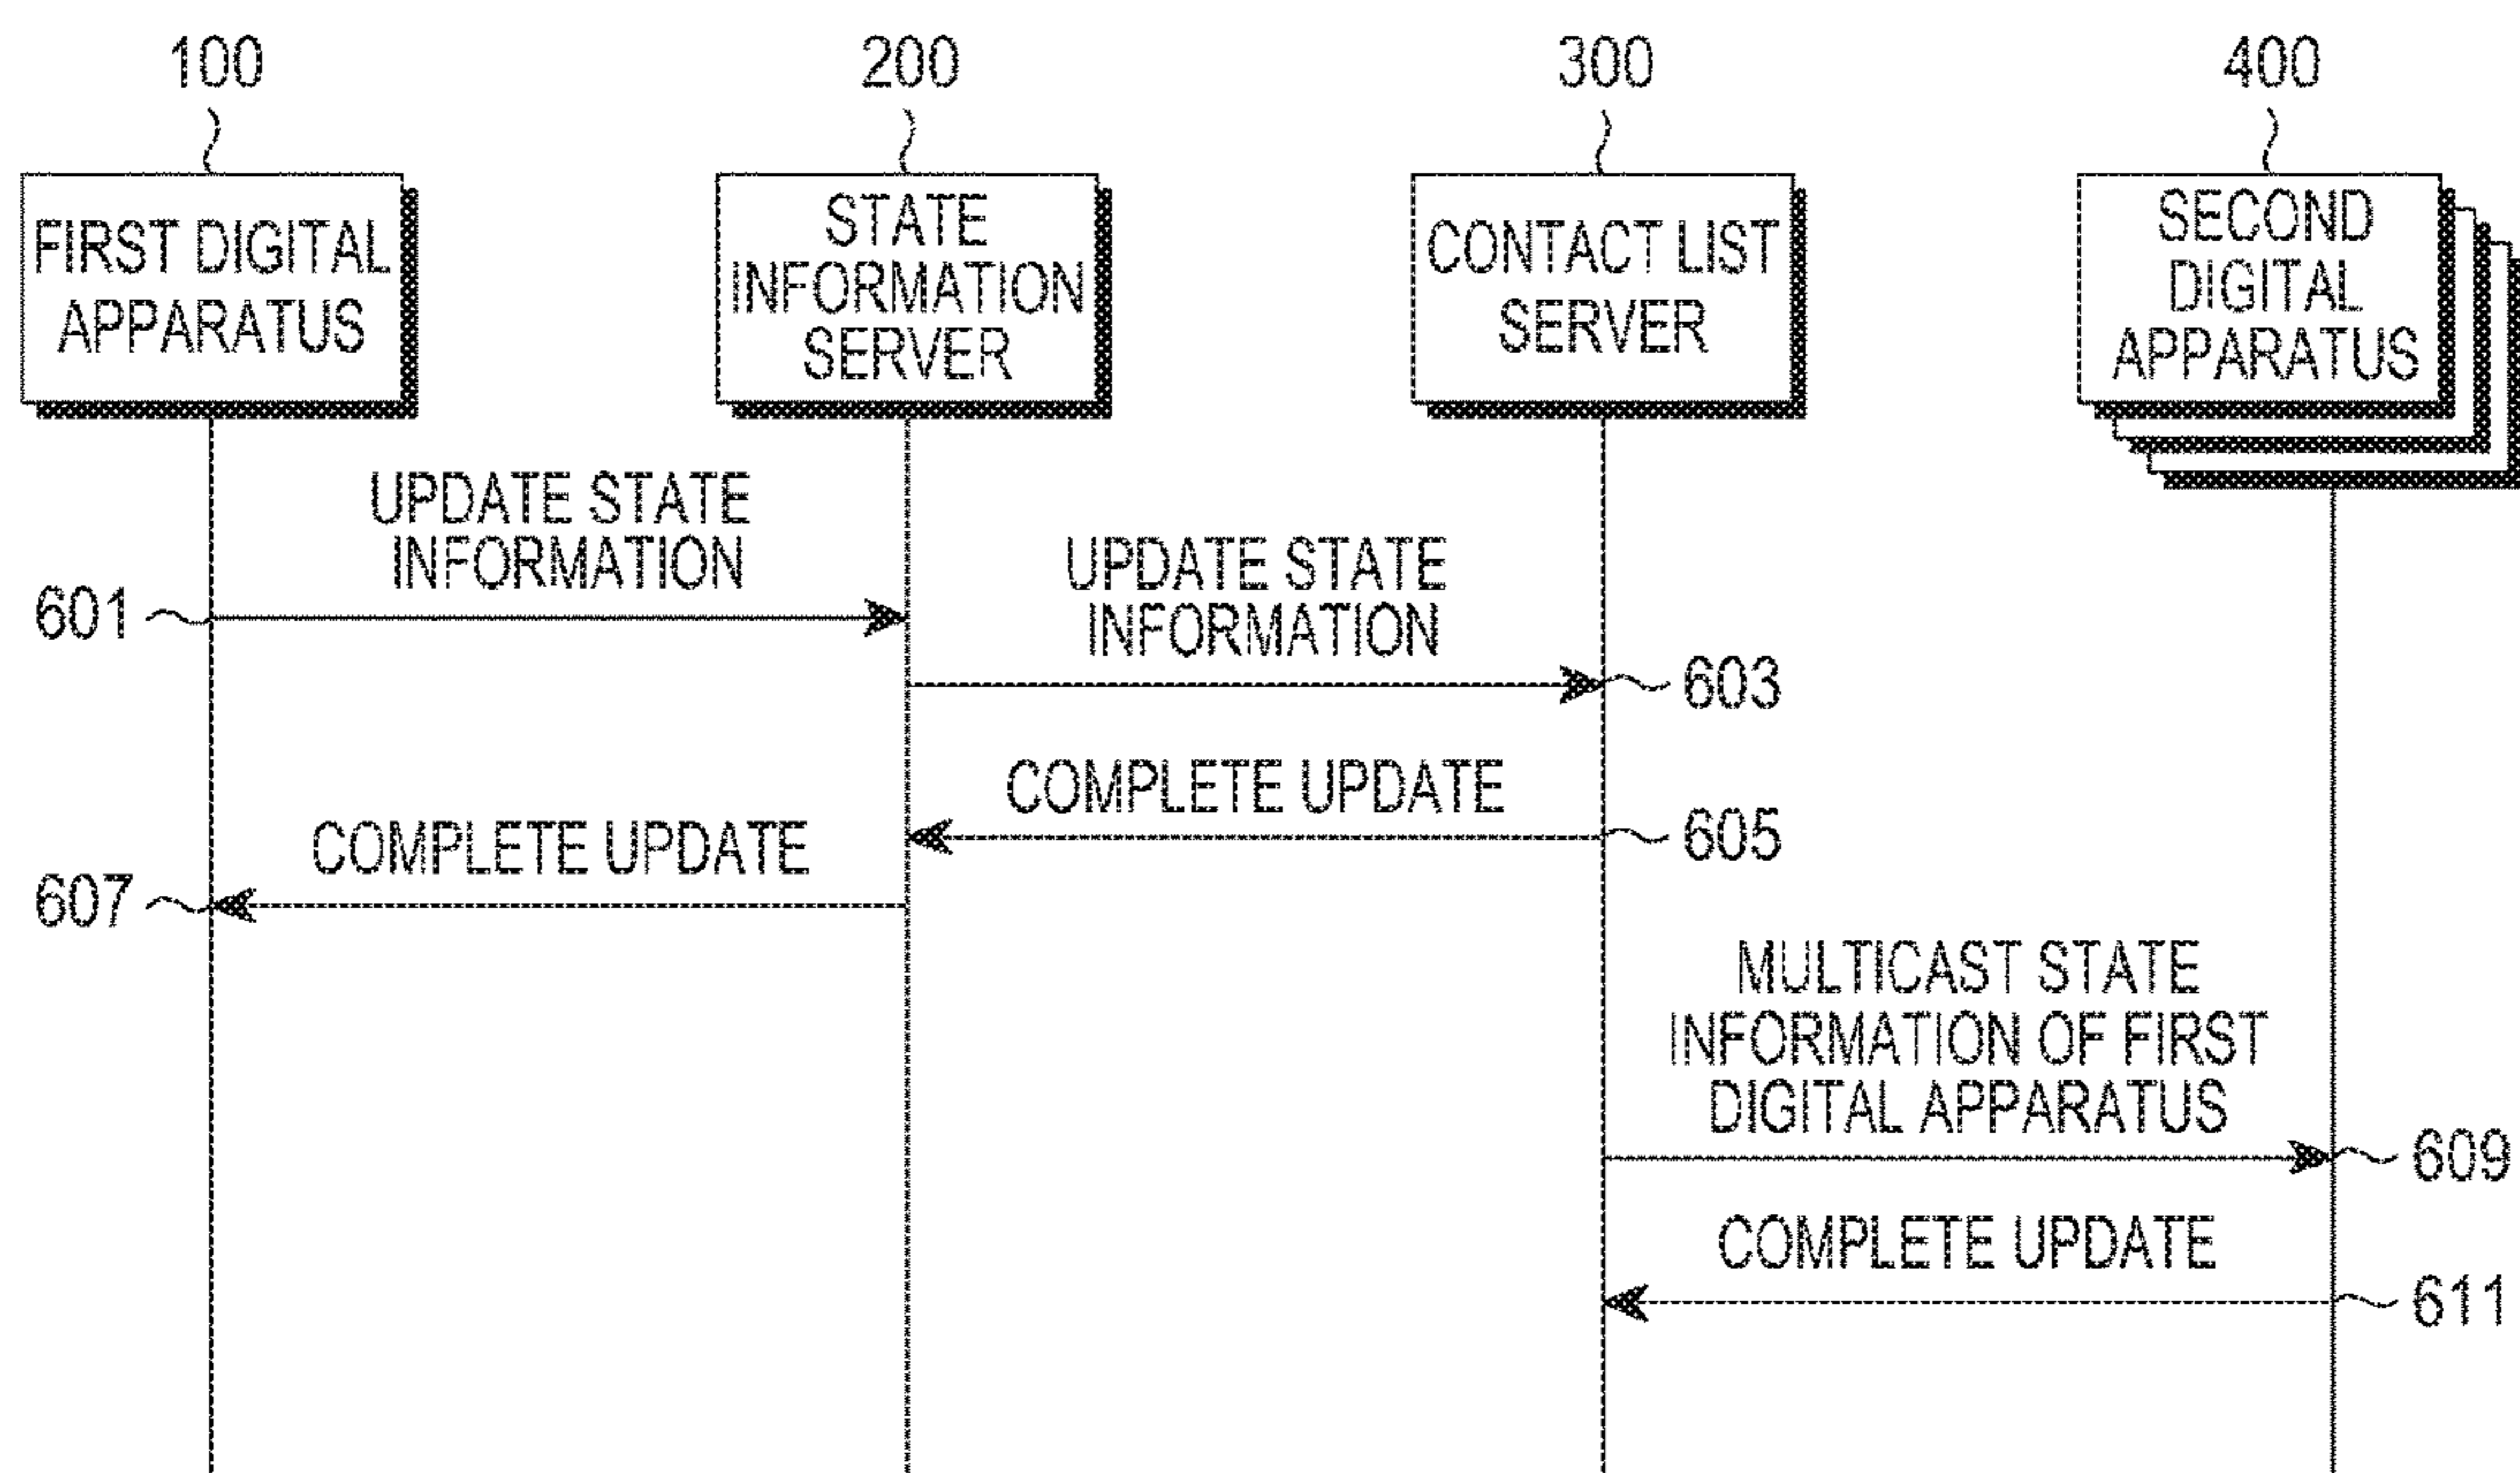 100
200
300
400
FIRST DIGITAL
APPARATUS
STATE
INFORMATION
SERVER
CONTACT LIST
SERVER
SECOND
DIGITAL
APPARATUS
UPDATE STATE
INFORMATION
601
UPDATE STATE
INFORMATION
603
COMPLETE UPDATE
605
COMPLETE UPDATE
607
MULTICAST STATE
INFORMATION OF FIRST
DIGITAL APPARATUS
609
COMPLETE UPDATE
611